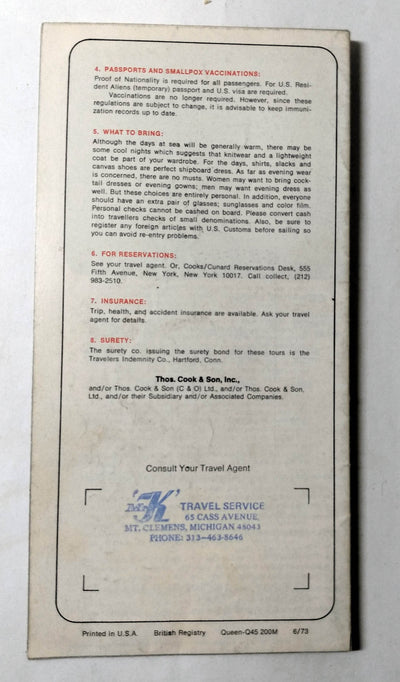 4. PASSPORTS AND SMALLPOX VACCINATIONS:
Proof of Nationality is required for all passengers. For U.S. Resi-
dent Aliens (temporary) passport and U.S. visa are required.
Vaccinations are no longer required. However, since these
regulations are subject to change, it is advisable to keep immuni-
zation records up to date.
5. WHAT TO BRING:
Although the days at sea will be generally warm, there may be
some cool nights which suggests that knitwear and a lightweight
coat be part of your wardrobe. For the days, shirts, slacks and
canvas shoes are perfect shipboard dress. As far as evening wear
is concerned, there are no musts. Women may want to bring cock-
tail dresses or evening gowns; men may want evening dress as
well. But these choices are entirely personal. In addition, everyone
should have an extra pair of glasses; sunglasses and color film.
Personal checks cannot be cashed on board. Please convert cash
into travellers checks of small denominations. Also, be sure to
register any foreign articles with U.S. Customs before sailing so
you can avoid re-entry problems.
6. FOR RESERVATIONS:
See your travel agent. Or, Cooks/Cunard Reservations Desk, 555
Fifth Avenue, New York, New York 10017. Call collect, (212)
983-2510.
7. INSURANCE:
Trip, health, and accident insurance are available. Ask your travel
agent for details.
8. SURETY:
The surety co. issuing the surety bond for these tours is the
Travelers Indemnity Co., Hartford, Conn.
Thos. Cook & Son, Inc.,
and/or Thos. Cook & Son (C & O) Ltd., and/or Thos. Cook & Son,
Ltd., and/or their Subsidiary and/or Associated Companies.
Consult Your Travel Agent
'Mr. K' TRAVEL SERVICE
65 CASS AVENUE,
MT. CLEMENS, MICHIGAN 48043
PHONE: 313-463-8646
Printed in U.S.A. British Registry Queen-Q45 200M 6/73